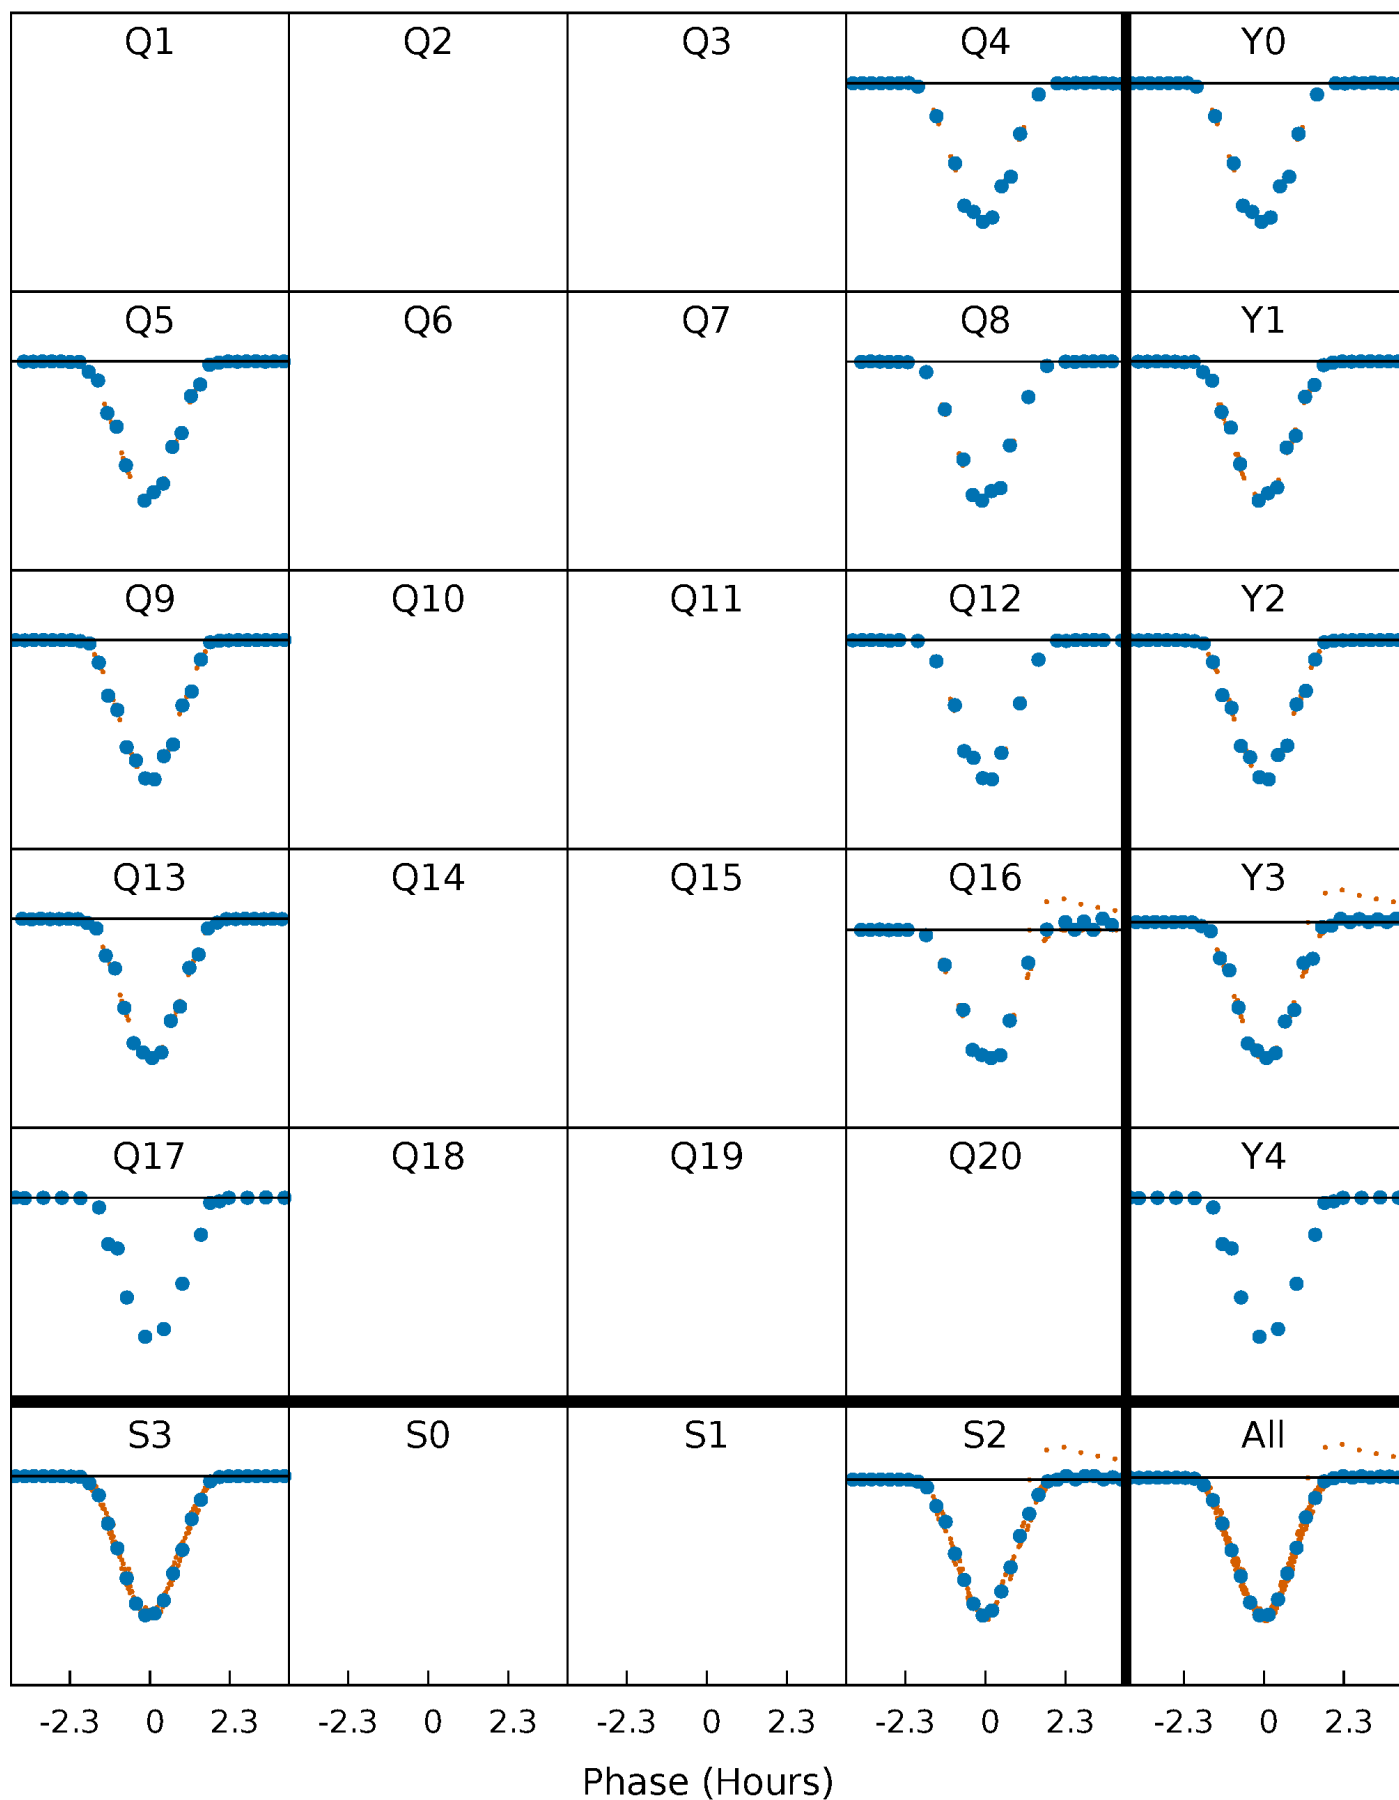 Q1 Q2 Q3 Q4 Y0
Q5 Q6 Q7 Q8 Y1
Q9 Q10 Q11 Q12 Y2
Q13 Q14 Q15 Q16 Y3
Q17 Q18 Q19 Q20 Y4
S3 S0 S1 S2 All
-2.3 0 2.3 -2.3 0 2.3 -2.3 0 2.3 -2.3 0 2.3 -2.3 0 2.3
Phase (Hours)